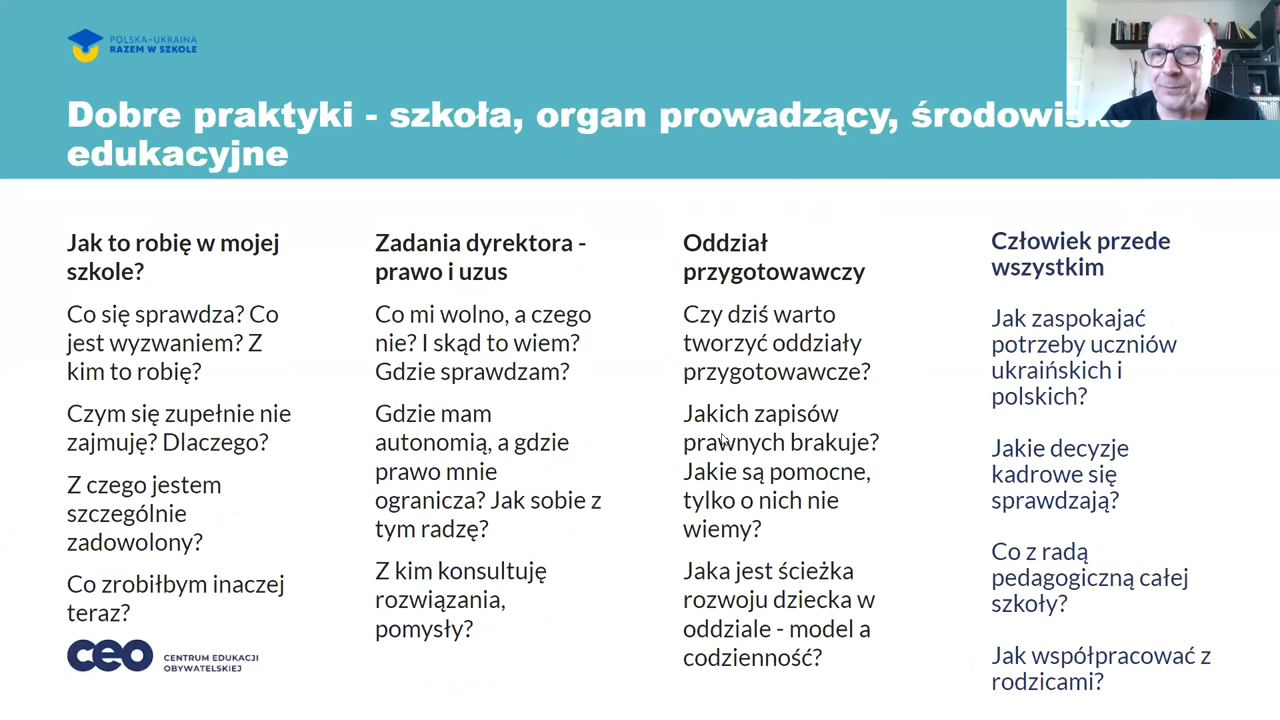 POLSKA-UKRAINA
RAZEM W SZKOLE
Dobre praktyki - szkoła, organ prowadzący, środowisko
edukacyjne
Jak to robię w mojej
szkole?
Co się sprawdza? Co
jest wyzwaniem? Z
kim to robię?
Czym się zupełnie nie
zajmuję? Dlaczego?
Z czego jestem
szczególnie
zadowolony?
Co zrobiłbym inaczej
teraz?
Zadania dyrektora -
prawo i uzus
Co mi wolno, a czego
nie? I skąd to wiem?
Gdzie sprawdzam?
Gdzie mam
autonomią, a gdzie
prawo mnie
ogranicza? Jak sobie z
tym radzę?
Z kim konsultuję
rozwiązania,
pomysły?
Oddział
przygotowawczy
Czy dziś warto
tworzyć oddziały
przygotowawcze?
Jakich zapisów
prawnych brakuje?
Jakie są pomocne,
tylko o nich nie
wiemy?
Jaka jest ścieżka
rozwoju dziecka w
oddziale - model a
codzienność?
Człowiek przede
wszystkim
Jak zaspokajać
potrzeby uczniów
ukraińskich i
polskich?
Jakie decyzje
kadrowe się
sprawdzają?
Co z radą
pedagogiczną całej
szkoły?
Jak współpracować z
rodzicami?
ceo
CENTRUM EDUKACJI
OBYWATELSKIEJ